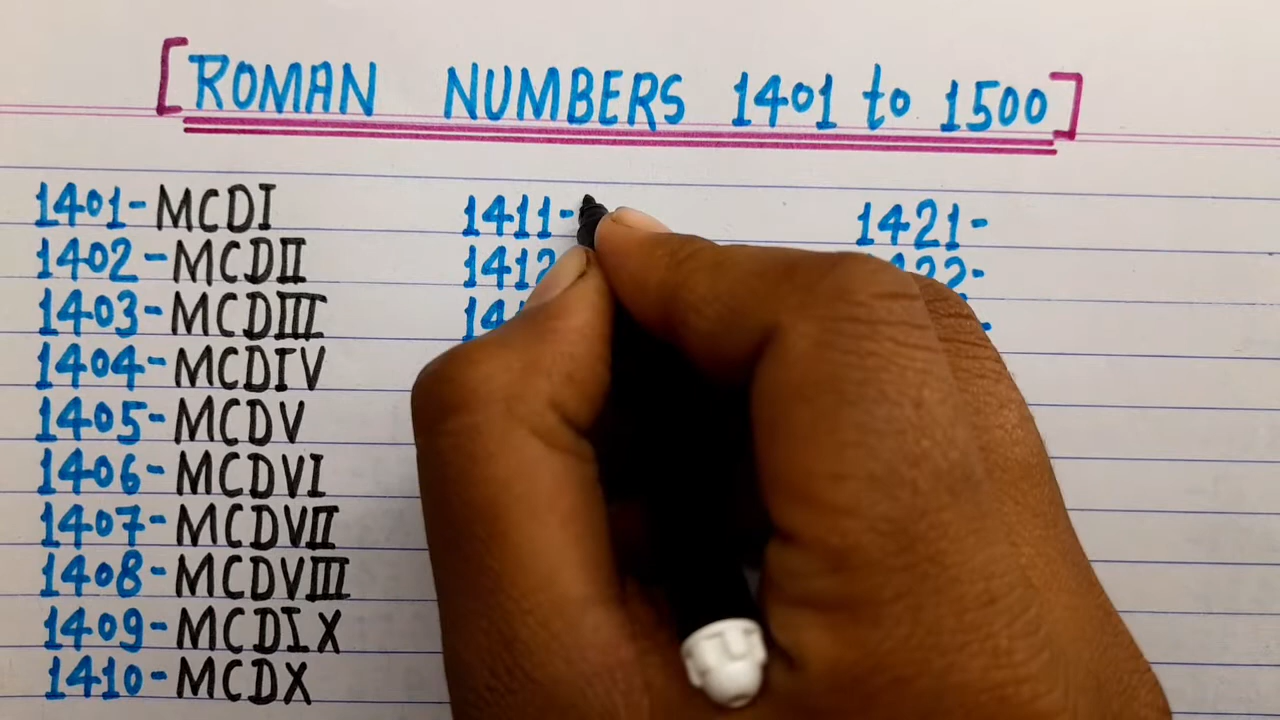 [ROMAN NUMBERS 1401 to 1500]
1401-MCDI
1402-MCDII
1403-MCDIII
1404-MCDIV
1405-MCDV
1406-MCDVI
1407-MCDVII
1408-MCDVIII
1409-MCDIX
1410-MCDX
1411-
1412
1421-